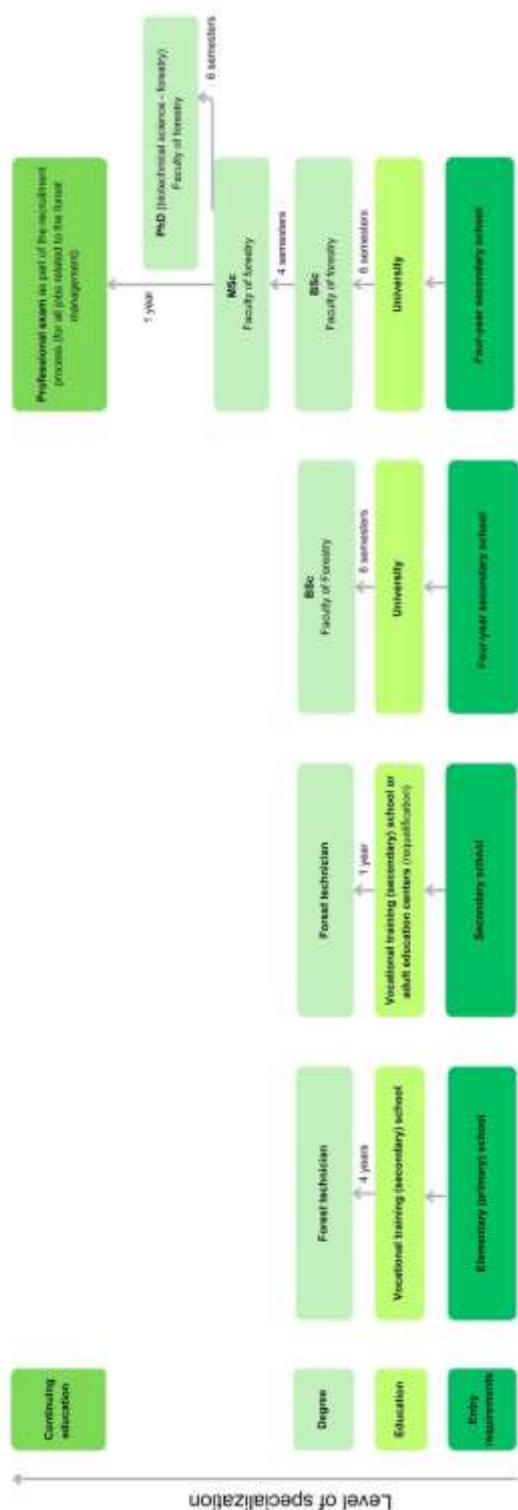 Level of specialization
Continuing
education
Degree
Education
Entry
requirements
Forest technician
4 years
Vocational training (secondary) school
Elementary (primary) school
Forest technician
1 year
Vocational training (secondary) school or
adult education centers (requalification)
Secondary school
BSc
Faculty of Forestry
6 semesters
University
Four-year secondary school
Professional exam as part of the recruitment
process (for all jobs related to the forest
management)
1 year
PhD (biotechnical science - forestry)
Faculty of forestry
6 semesters
MSc
Faculty of forestry
4 semesters
BSc
Faculty of forestry
6 semesters
University
Four-year secondary school